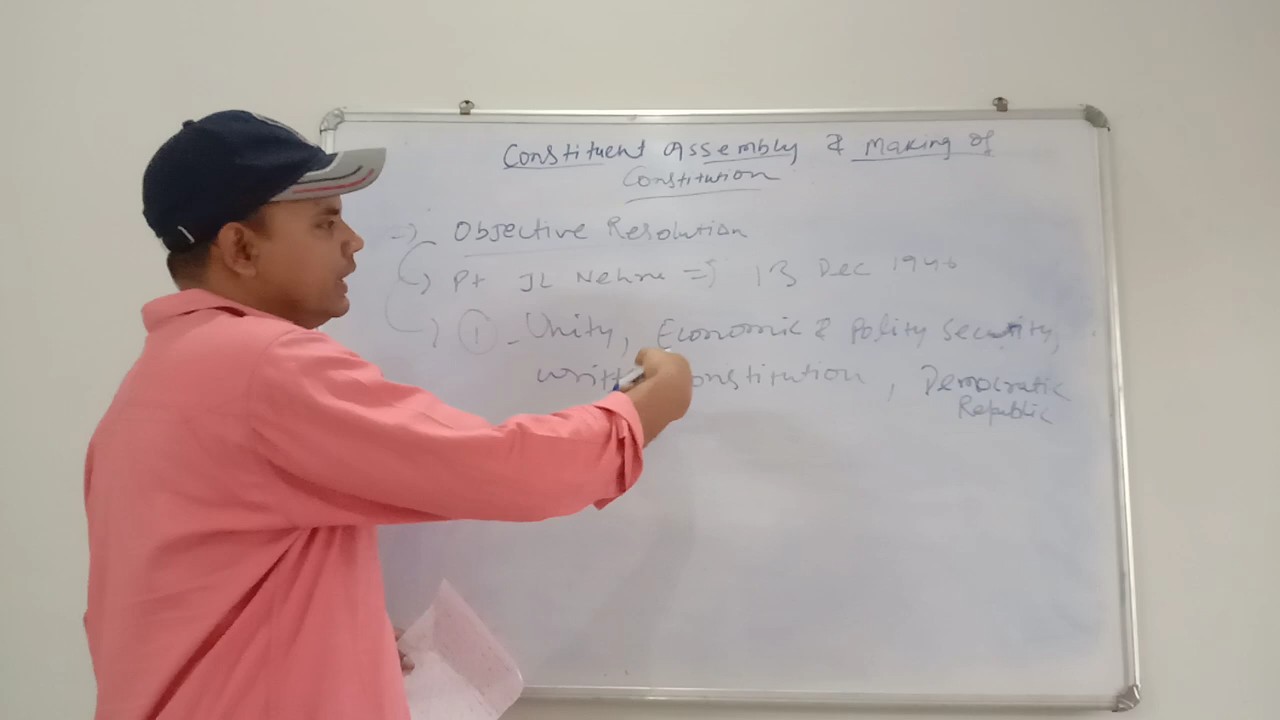 Constituent Assembly & Making of
Constitution
→) Objective Resolution
→) Pt JL Nehru => 13 Dec 1946
→) ① - Unity, Economic & Polity Security,
writt onstitution , Democratic
Republic